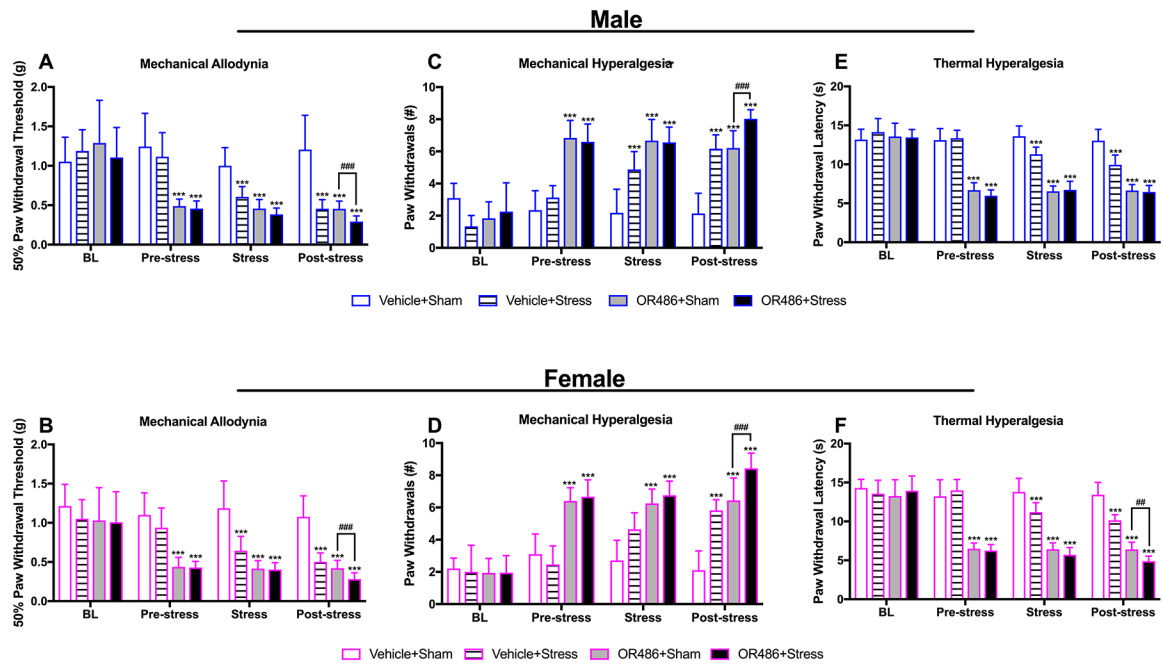 Male
A
Mechanical Allodynia
50% Paw Withdrawal Threshold (g)
2.0
1.5
1.0
0.5
0.0
***
***
***
***
***
***
***
***
###
BL
Pre-stress
Stress
Post-stress
C
Mechanical Hyperalgesia
Paw Withdrawals (#)
10
8
6
4
2
0
***
***
***
***
***
***
***
***
###
BL
Pre-stress
Stress
Post-stress
E
Thermal Hyperalgesia
Paw Withdrawal Latency (s)
20
15
10
5
0
***
***
***
***
***
***
***
***
BL
Pre-stress
Stress
Post-stress
Vehicle+Sham
Vehicle+Stress
OR486+Sham
OR486+Stress
Female
B
Mechanical Allodynia
50% Paw Withdrawal Threshold (g)
2.0
1.5
1.0
0.5
0.0
***
***
***
***
***
***
***
***
###
BL
Pre-stress
Stress
Post-stress
D
Mechanical Hyperalgesia
Paw Withdrawals (#)
10
8
6
4
2
0
***
***
***
***
***
***
***
###
BL
Pre-stress
Stress
Post-stress
F
Thermal Hyperalgesia
Paw Withdrawal Latency (s)
20
15
10
5
0
***
***
***
***
***
***
***
***
##
BL
Pre-stress
Stress
Post-stress
Vehicle+Sham
Vehicle+Stress
OR486+Sham
OR486+Stress